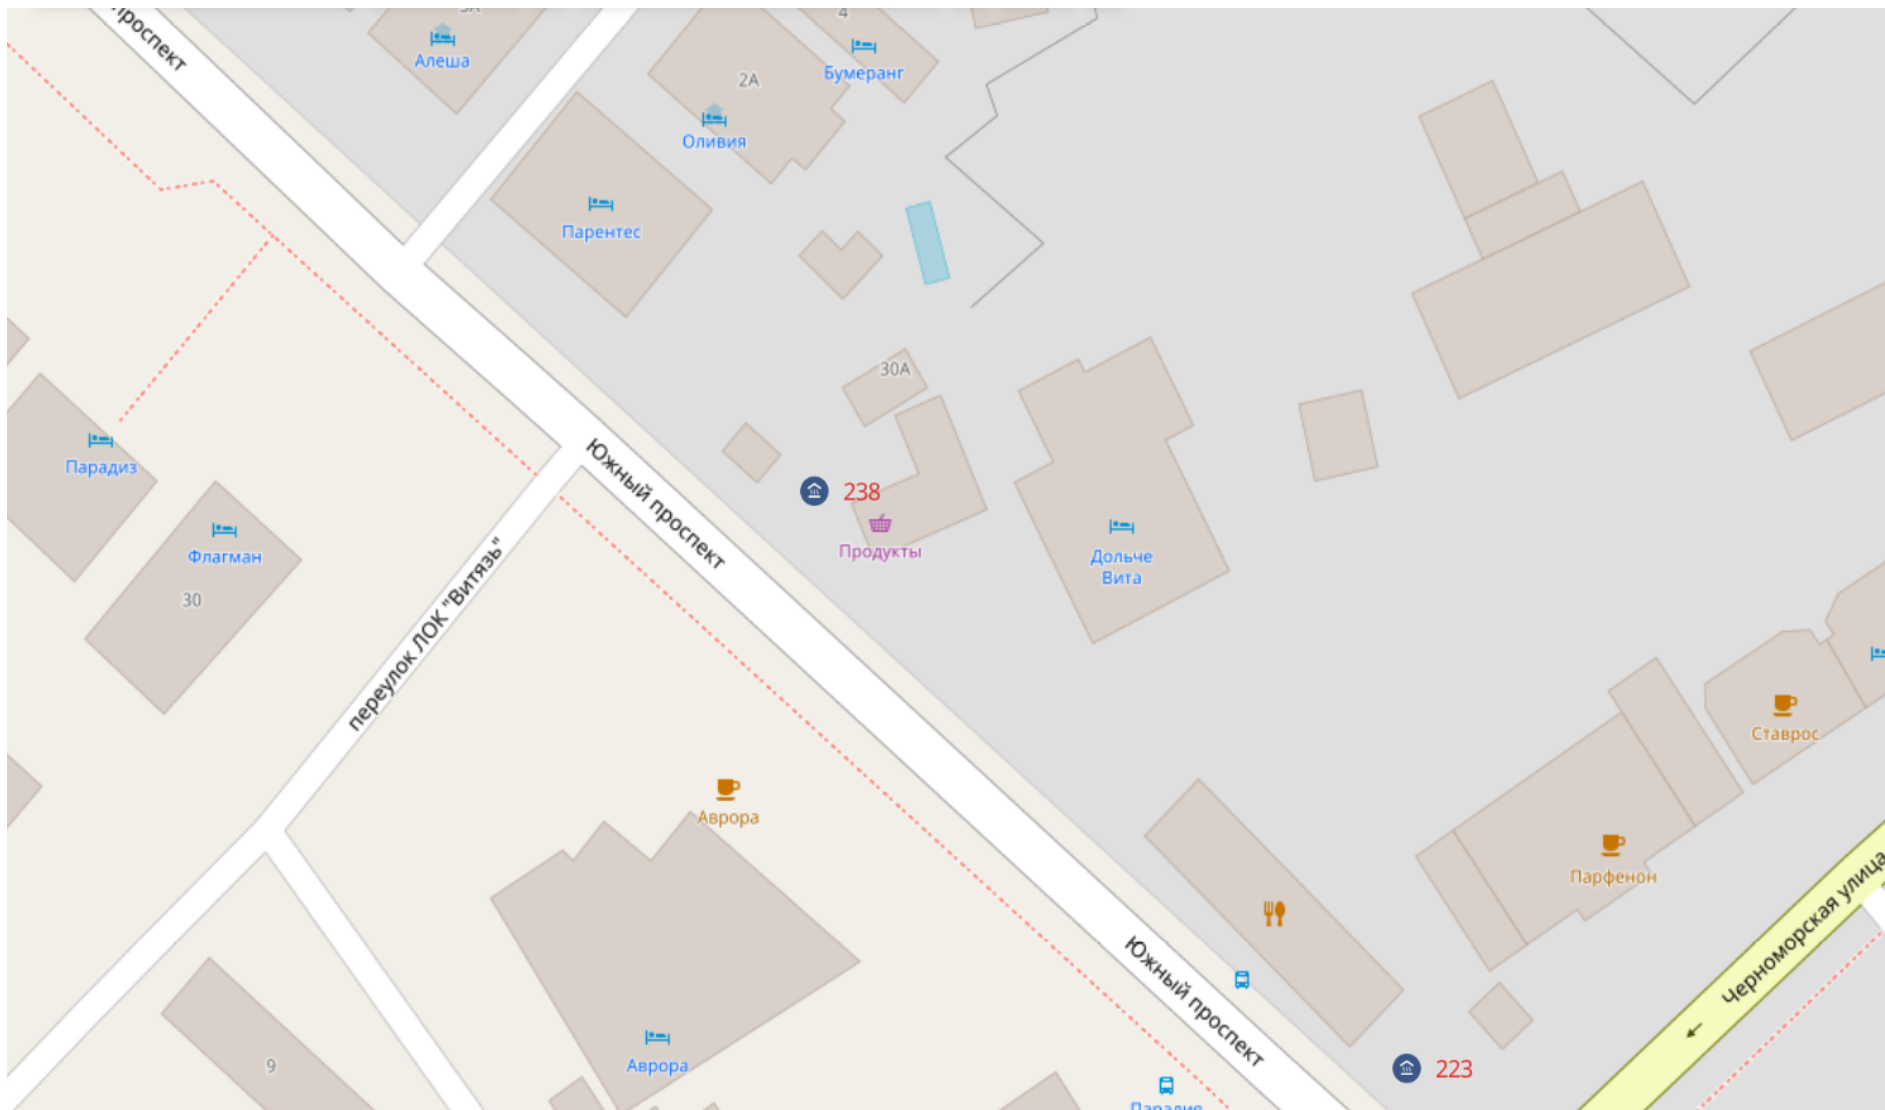 проспект
Алеша
4
Бумеранг
2А
Оливия
Парентес
30А
Парадиз
238
Продукты
Южный проспект
Флагман
30
Дольче
Вита
переулок ЛОК "Витязь"
Ставрос
Аврора
Парфенон
Черноморская улица
Южный проспект
Аврора
9
223